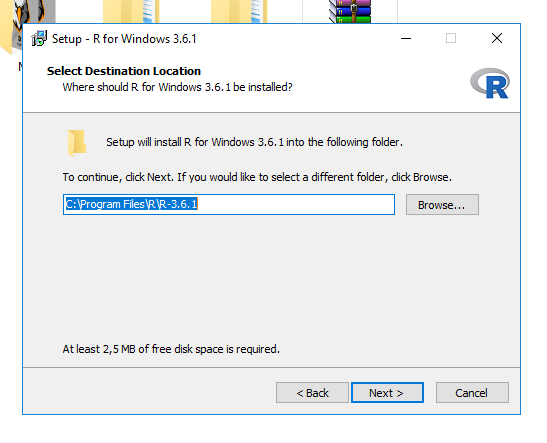 Setup - R for Windows 3.6.1
Select Destination Location
Where should R for Windows 3.6.1 be installed?
R
Setup will install R for Windows 3.6.1 into the following folder.
To continue, click Next. If you would like to select a different folder, click Browse.
C:\Program Files\R\R-3.6.1
Browse...
At least 2,5 MB of free disk space is required.
< Back
Next >
Cancel